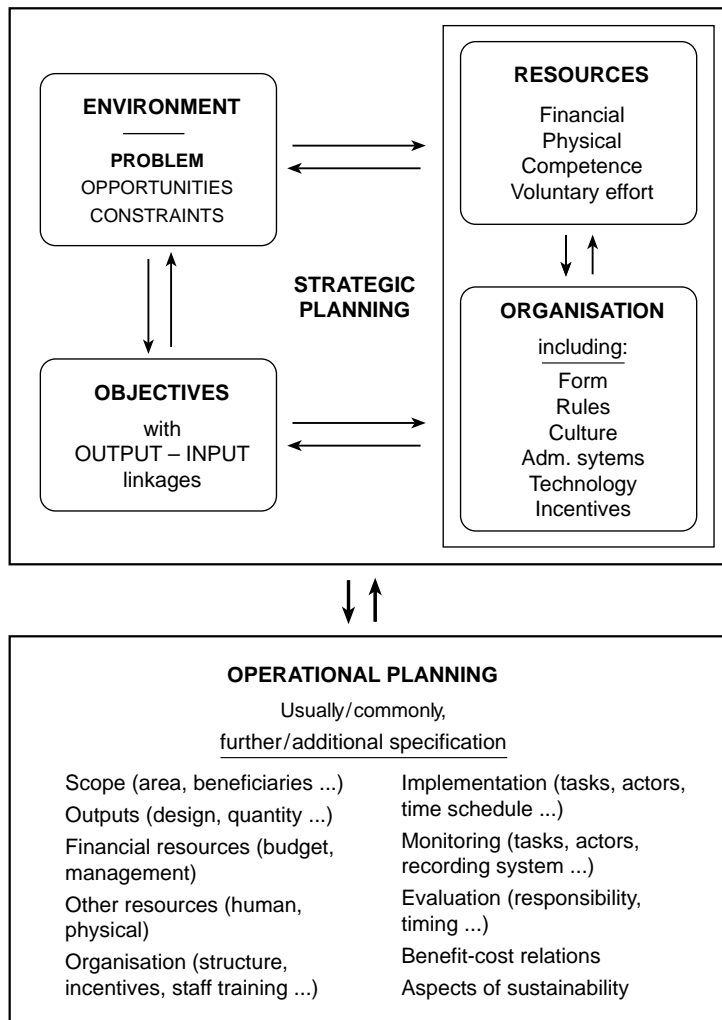 ENVIRONMENT
PROBLEM
OPPORTUNITIES
CONSTRAINTS
RESOURCES
Financial
Physical
Competence
Voluntary effort
STRATEGIC
PLANNING
OBJECTIVES
with
OUTPUT – INPUT
linkages
ORGANISATION
including:
Form
Rules
Culture
Adm. sytems
Technology
Incentives
OPERATIONAL PLANNING
Usually/commonly,
further/additional specification
Scope (area, beneficiaries ...)
Outputs (design, quantity ...)
Financial resources (budget,
management)
Other resources (human,
physical)
Organisation (structure,
incentives, staff training ...)
Implementation (tasks, actors,
time schedule ...)
Monitoring (tasks, actors,
recording system ...)
Evaluation (responsibility,
timing ...)
Benefit-cost relations
Aspects of sustainability